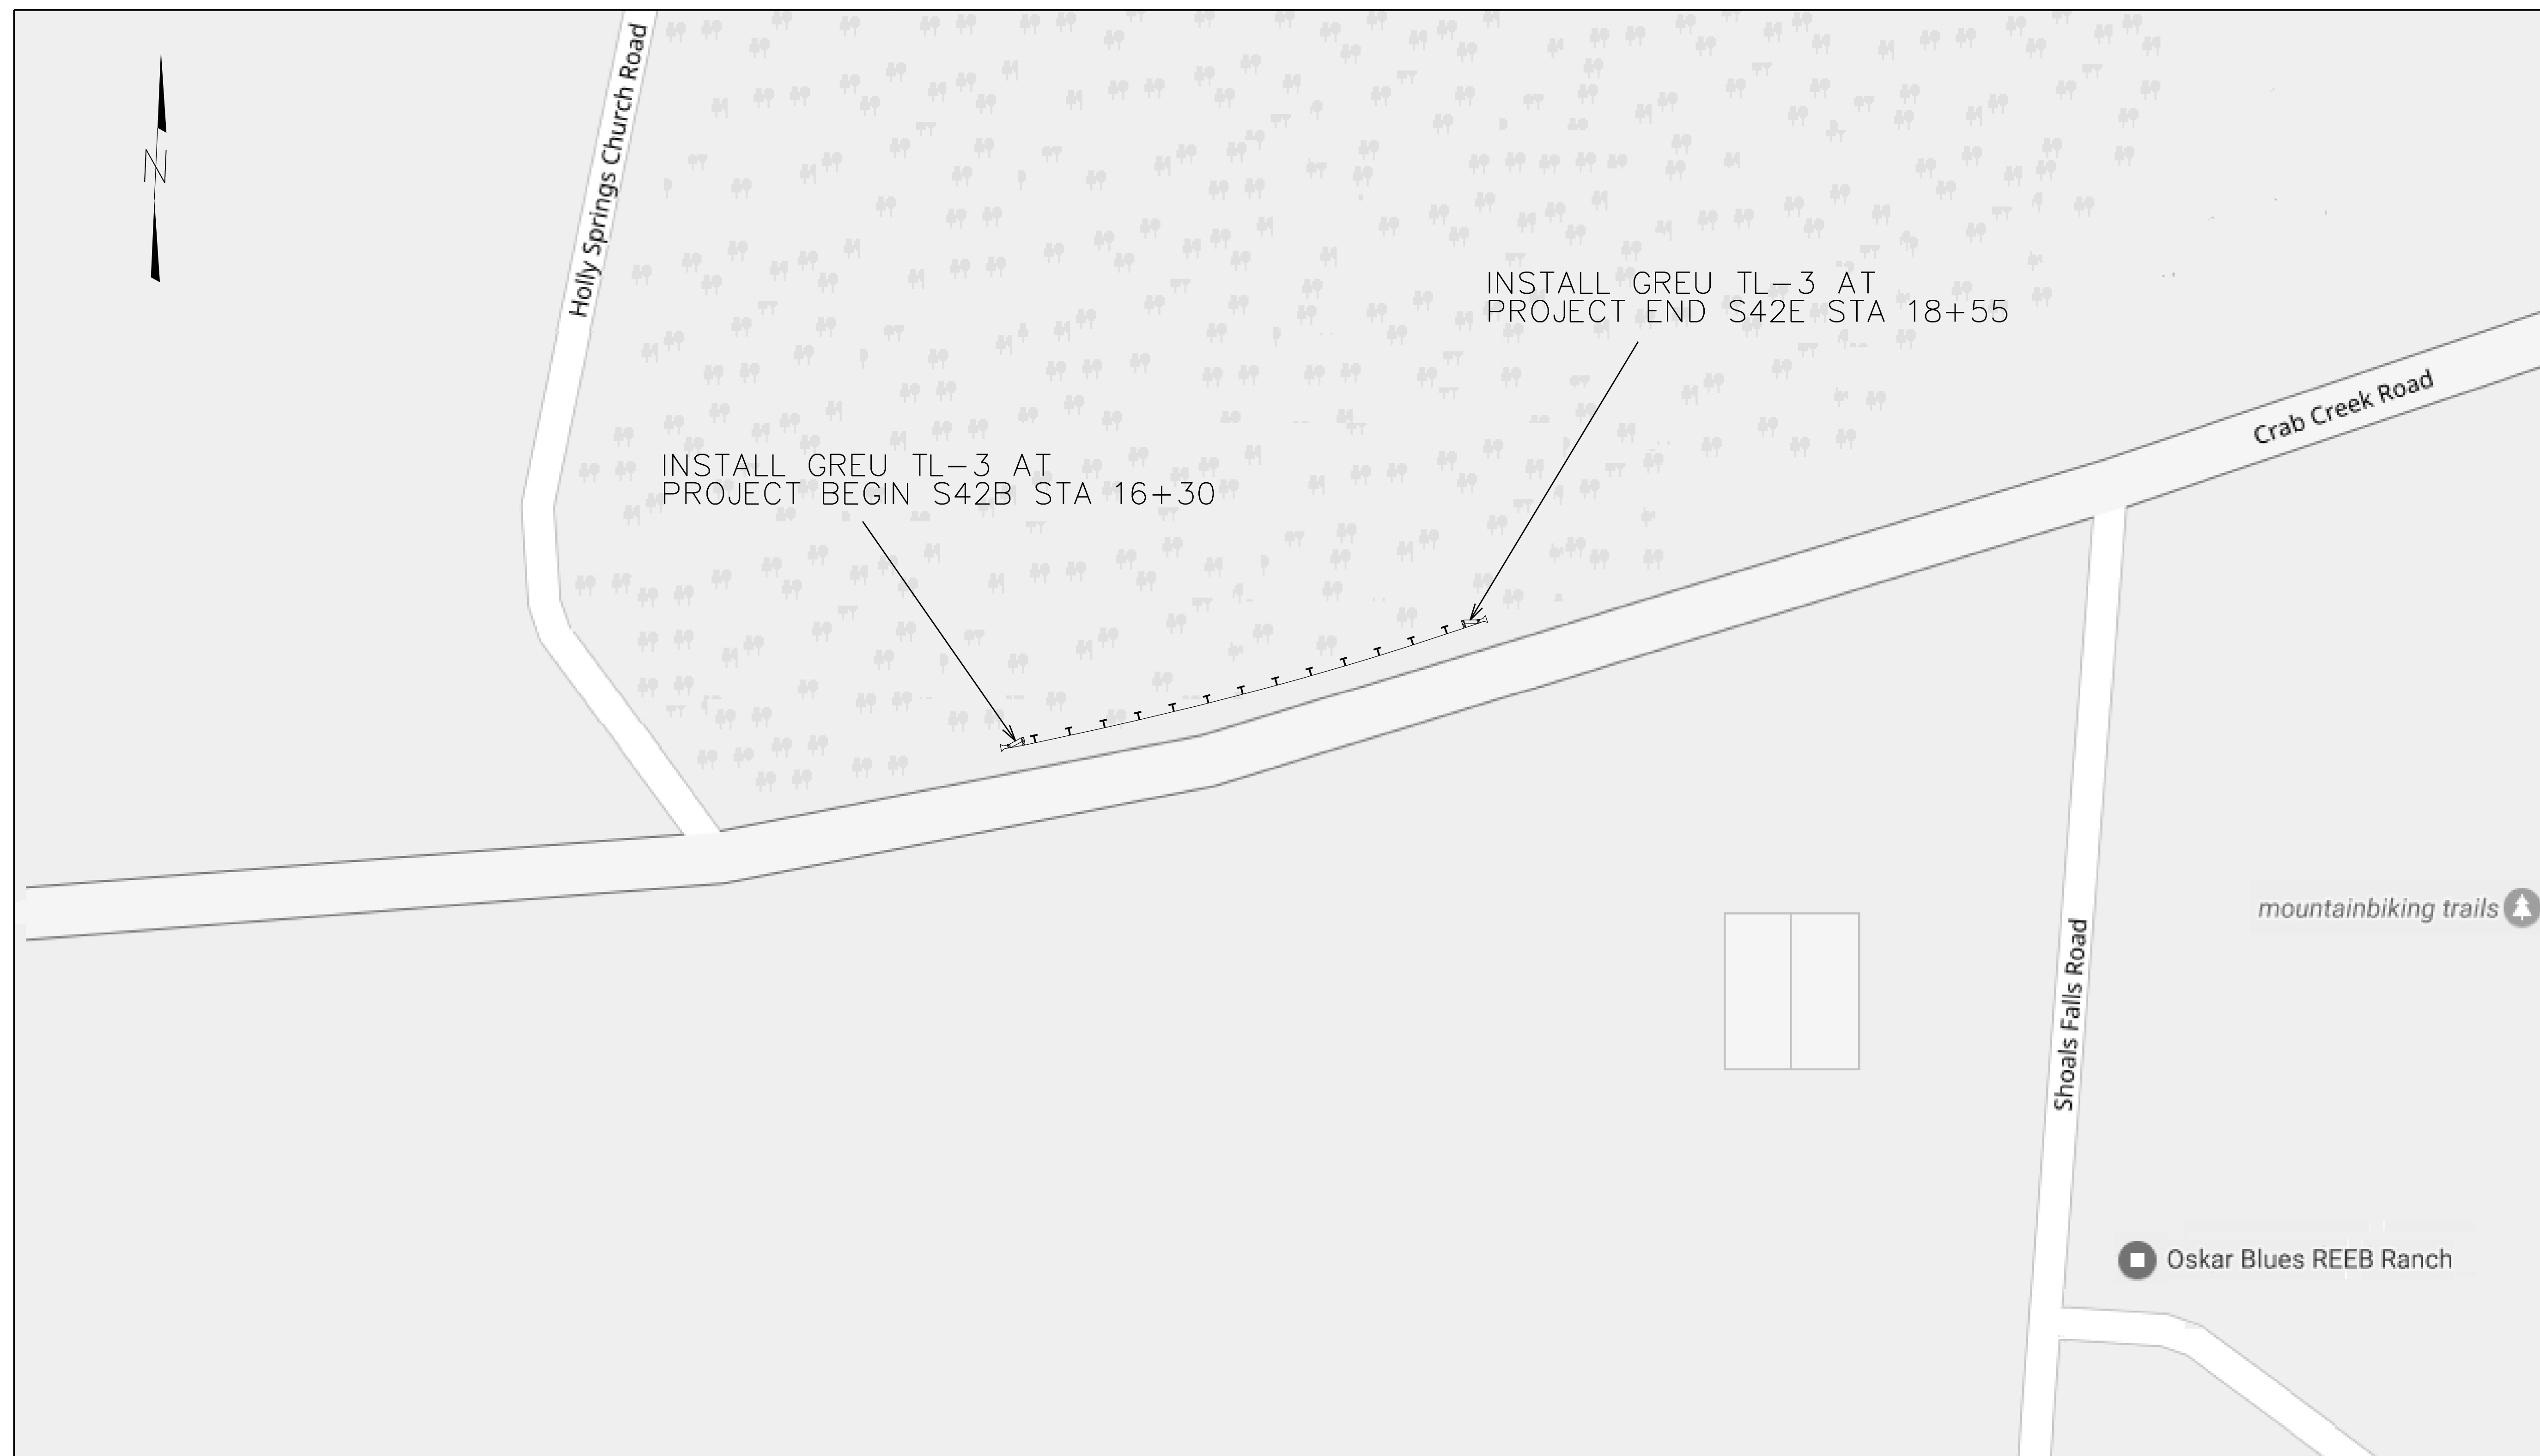 Holly Springs Church Road
N
INSTALL GREU TL-3 AT
PROJECT END S42E STA 18+55
Crab Creek Road
INSTALL GREU TL-3 AT
PROJECT BEGIN S42B STA 16+30
mountainbiking trails
Shoals Falls Road
Oskar Blues REEB Ranch